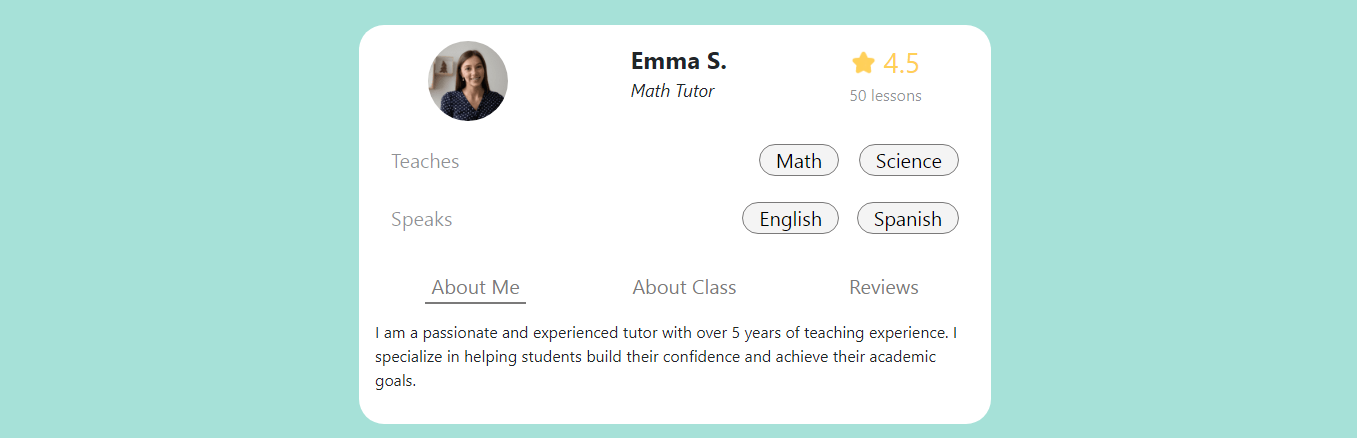 Emma S.
4.5
Math Tutor
50 lessons
Teaches
Math
Science
Speaks
English
Spanish
About Me
About Class
Reviews
I am a passionate and experienced tutor with over 5 years of teaching experience. I
specialize in helping students build their confidence and achieve their academic
goals.